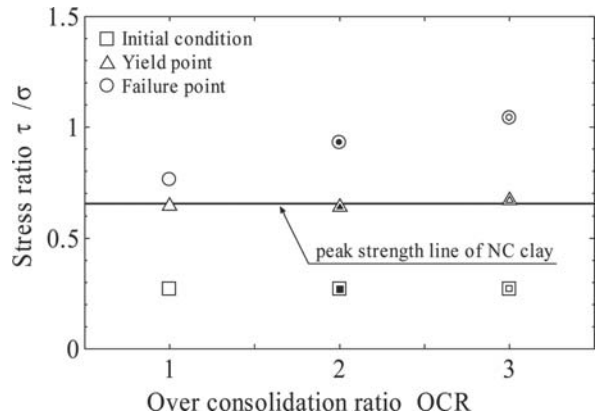 1.5
□ Initial condition
△ Yield point
○ Failure point
1
Stress ratio τ /σ
0.5
peak strength line of NC clay
0
1 2 3
Over consolidation ratio OCR